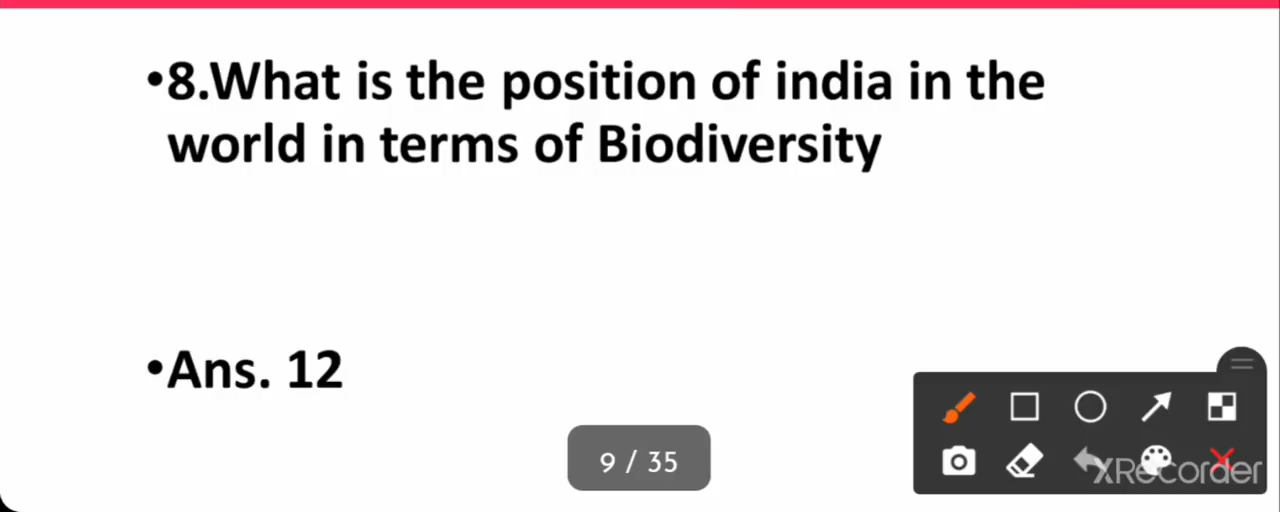 •8.What is the position of india in the
world in terms of Biodiversity
•Ans. 12
9 / 35
XRecorder